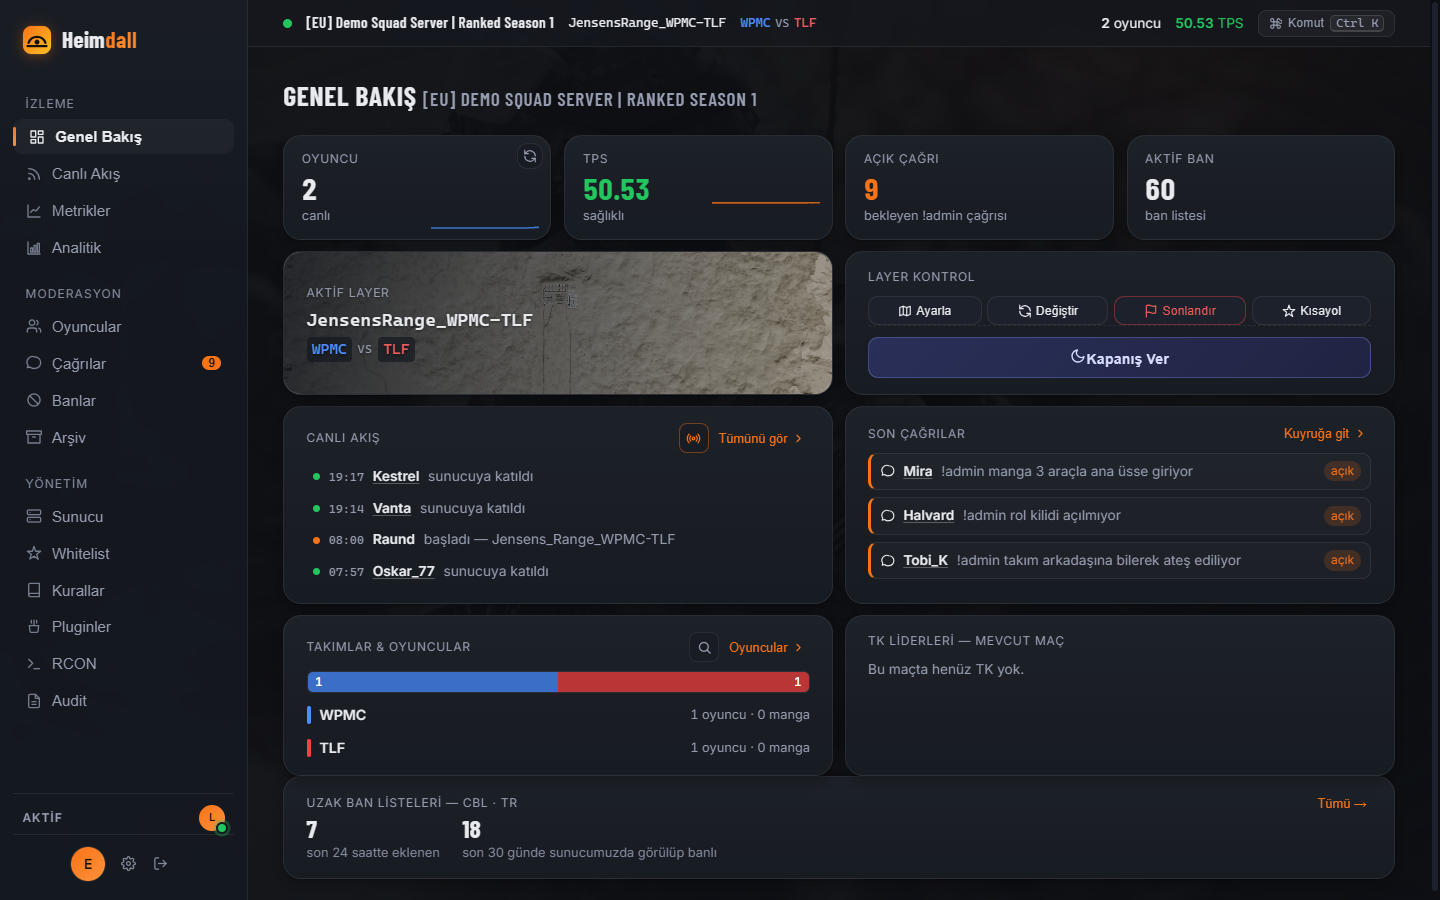 Heimdall
[EU] Demo Squad Server | Ranked Season 1 JensensRange_WPMC-TLF WPMC VS TLF
2 oyuncu 50.53 TPS Komut Ctrl K
İZLEME
Genel Bakış
Canlı Akış
Metrikler
Analitik
MODERASYON
Oyuncular
Çağrılar 9
Banlar
Arşiv
YÖNETİM
Sunucu
Whitelist
Kurallar
Pluginler
RCON
Audit
AKTİF L
E
GENEL BAKIŞ [EU] DEMO SQUAD SERVER | RANKED SEASON 1
OYUNCU
2
canlı
TPS
50.53
sağlıklı
AÇIK ÇAĞRI
9
bekleyen !admin çağrısı
AKTİF BAN
60
ban listesi
AKTİF LAYER
JensensRange_WPMC-TLF
WPMC VS TLF
LAYER KONTROL
Ayarla Değiştir Sonlandır Kısayol
Kapanış Ver
CANLI AKIŞ Tümünü gör
19:17 Kestrel sunucuya katıldı
19:14 Vanta sunucuya katıldı
08:00 Raund başladı — Jensens_Range_WPMC-TLF
07:57 Oskar_77 sunucuya katıldı
SON ÇAĞRILAR Kuyruğa git
Mira !admin manga 3 araçla ana üsse giriyor açık
Halvard !admin rol kilidi açılmıyor açık
Tobi_K !admin takım arkadaşına bilerek ateş ediliyor açık
TAKIMLAR & OYUNCULAR Oyuncular
1 1
WPMC 1 oyuncu · 0 manga
TLF 1 oyuncu · 0 manga
TK LİDERLERİ — MEVCUT MAÇ
Bu maçta henüz TK yok.
UZAK BAN LİSTELERİ — CBL · TR Tümü →
7 18
son 24 saatte eklenen son 30 günde sunucumuzda görülüp banlı